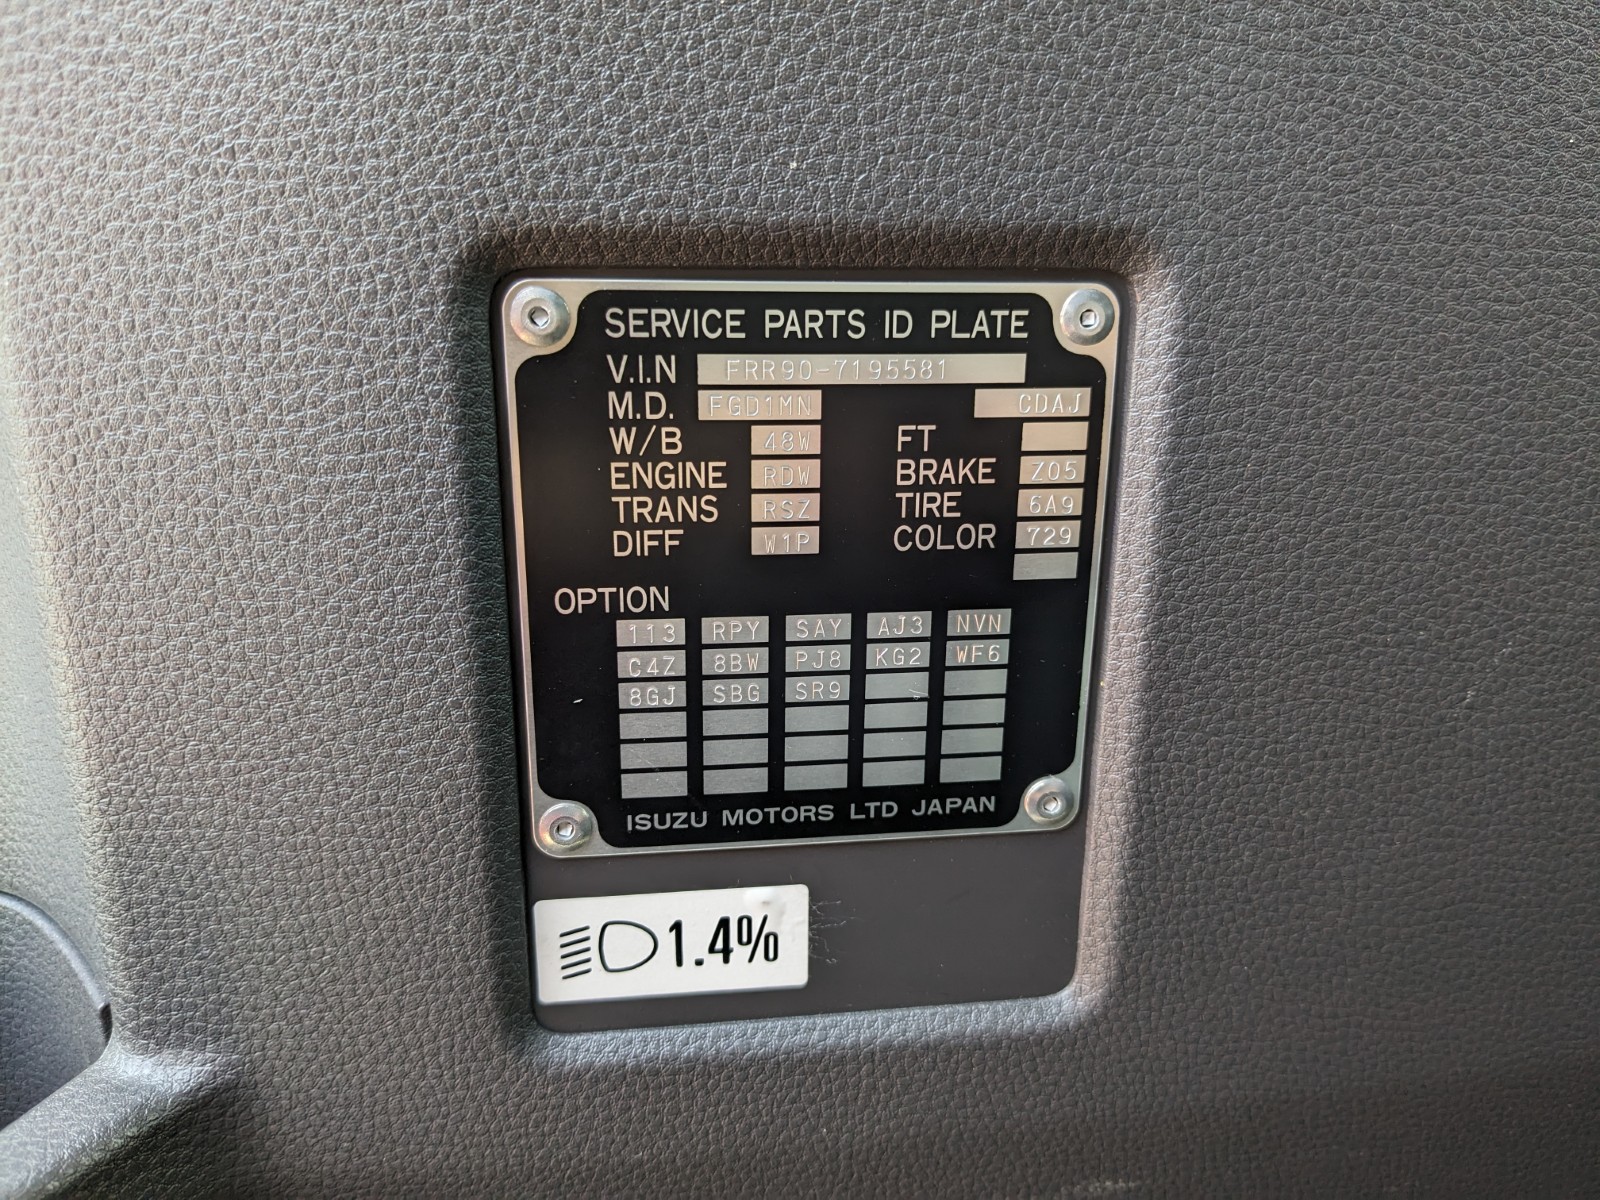 SERVICE PARTS ID PLATE
V.I.N FRR90-7195581
M.D. FGD1MN CDAJ
W/B 48W FT
ENGINE RDW BRAKE Z05
TRANS RSZ TIRE 6A9
DIFF W1P COLOR 729
OPTION
113 RPY SAY AJ3 NVN
C4Z 8BW PJ8 KG2 WF6
8GJ SBG SR9
ISUZU MOTORS LTD JAPAN
1.4%